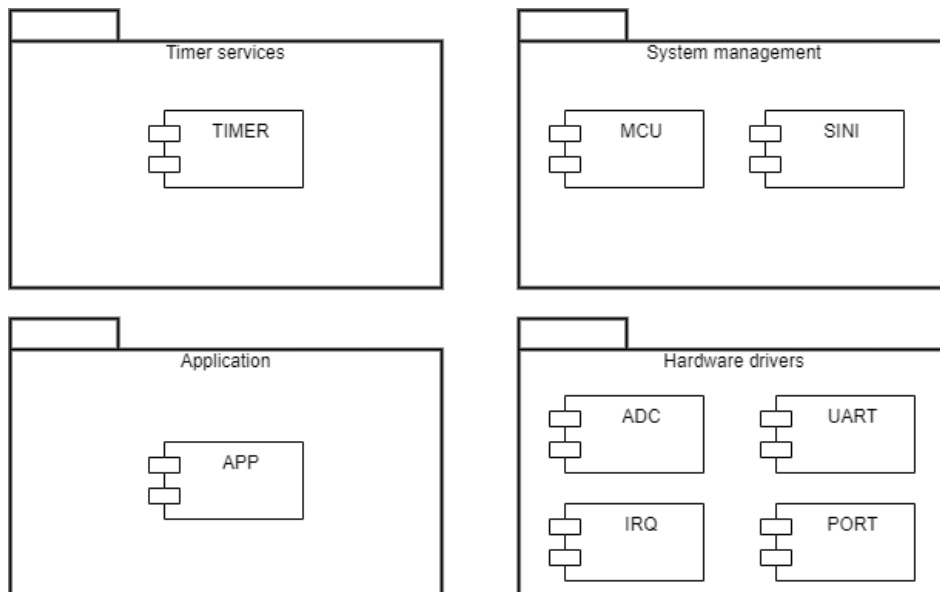 Timer services
TIMER
System management
MCU
SINI
Application
APP
Hardware drivers
ADC
UART
IRQ
PORT